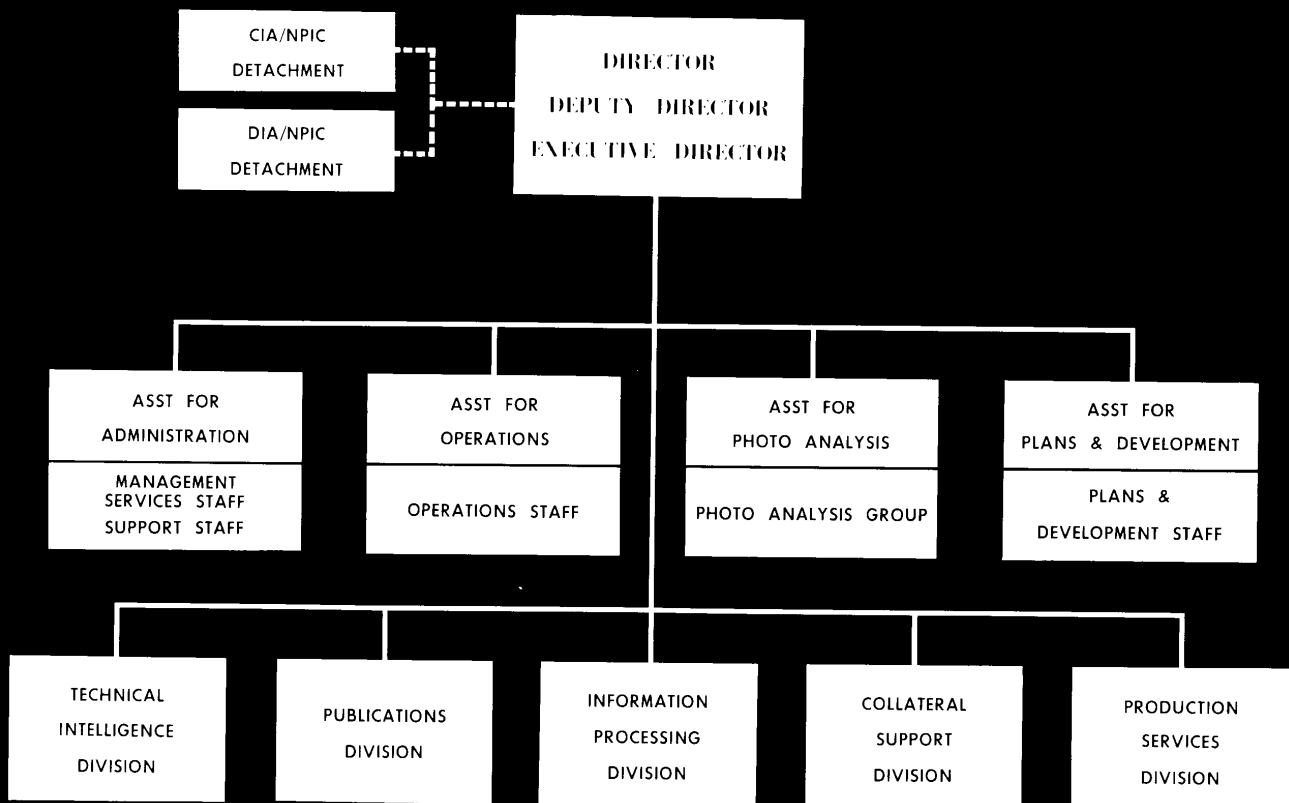 CIA/NPIC
DETACHMENT
DIA/NPIC
DETACHMENT
DIRECTOR
DEPUTY DIRECTOR
EXECUTIVE DIRECTOR
ASST FOR
ADMINISTRATION
MANAGEMENT
SERVICES STAFF
SUPPORT STAFF
ASST FOR
OPERATIONS
OPERATIONS STAFF
ASST FOR
PHOTO ANALYSIS
PHOTO ANALYSIS GROUP
ASST FOR
PLANS & DEVELOPMENT
PLANS &
DEVELOPMENT STAFF
TECHNICAL
INTELLIGENCE
DIVISION
PUBLICATIONS
DIVISION
INFORMATION
PROCESSING
DIVISION
COLLATERAL
SUPPORT
DIVISION
PRODUCTION
SERVICES
DIVISION